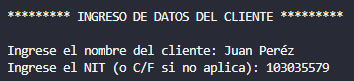 ********* INGRESO DE DATOS DEL CLIENTE *********
Ingrese el nombre del cliente: Juan Peréz
Ingrese el NIT (o C/F si no aplica): 103035579